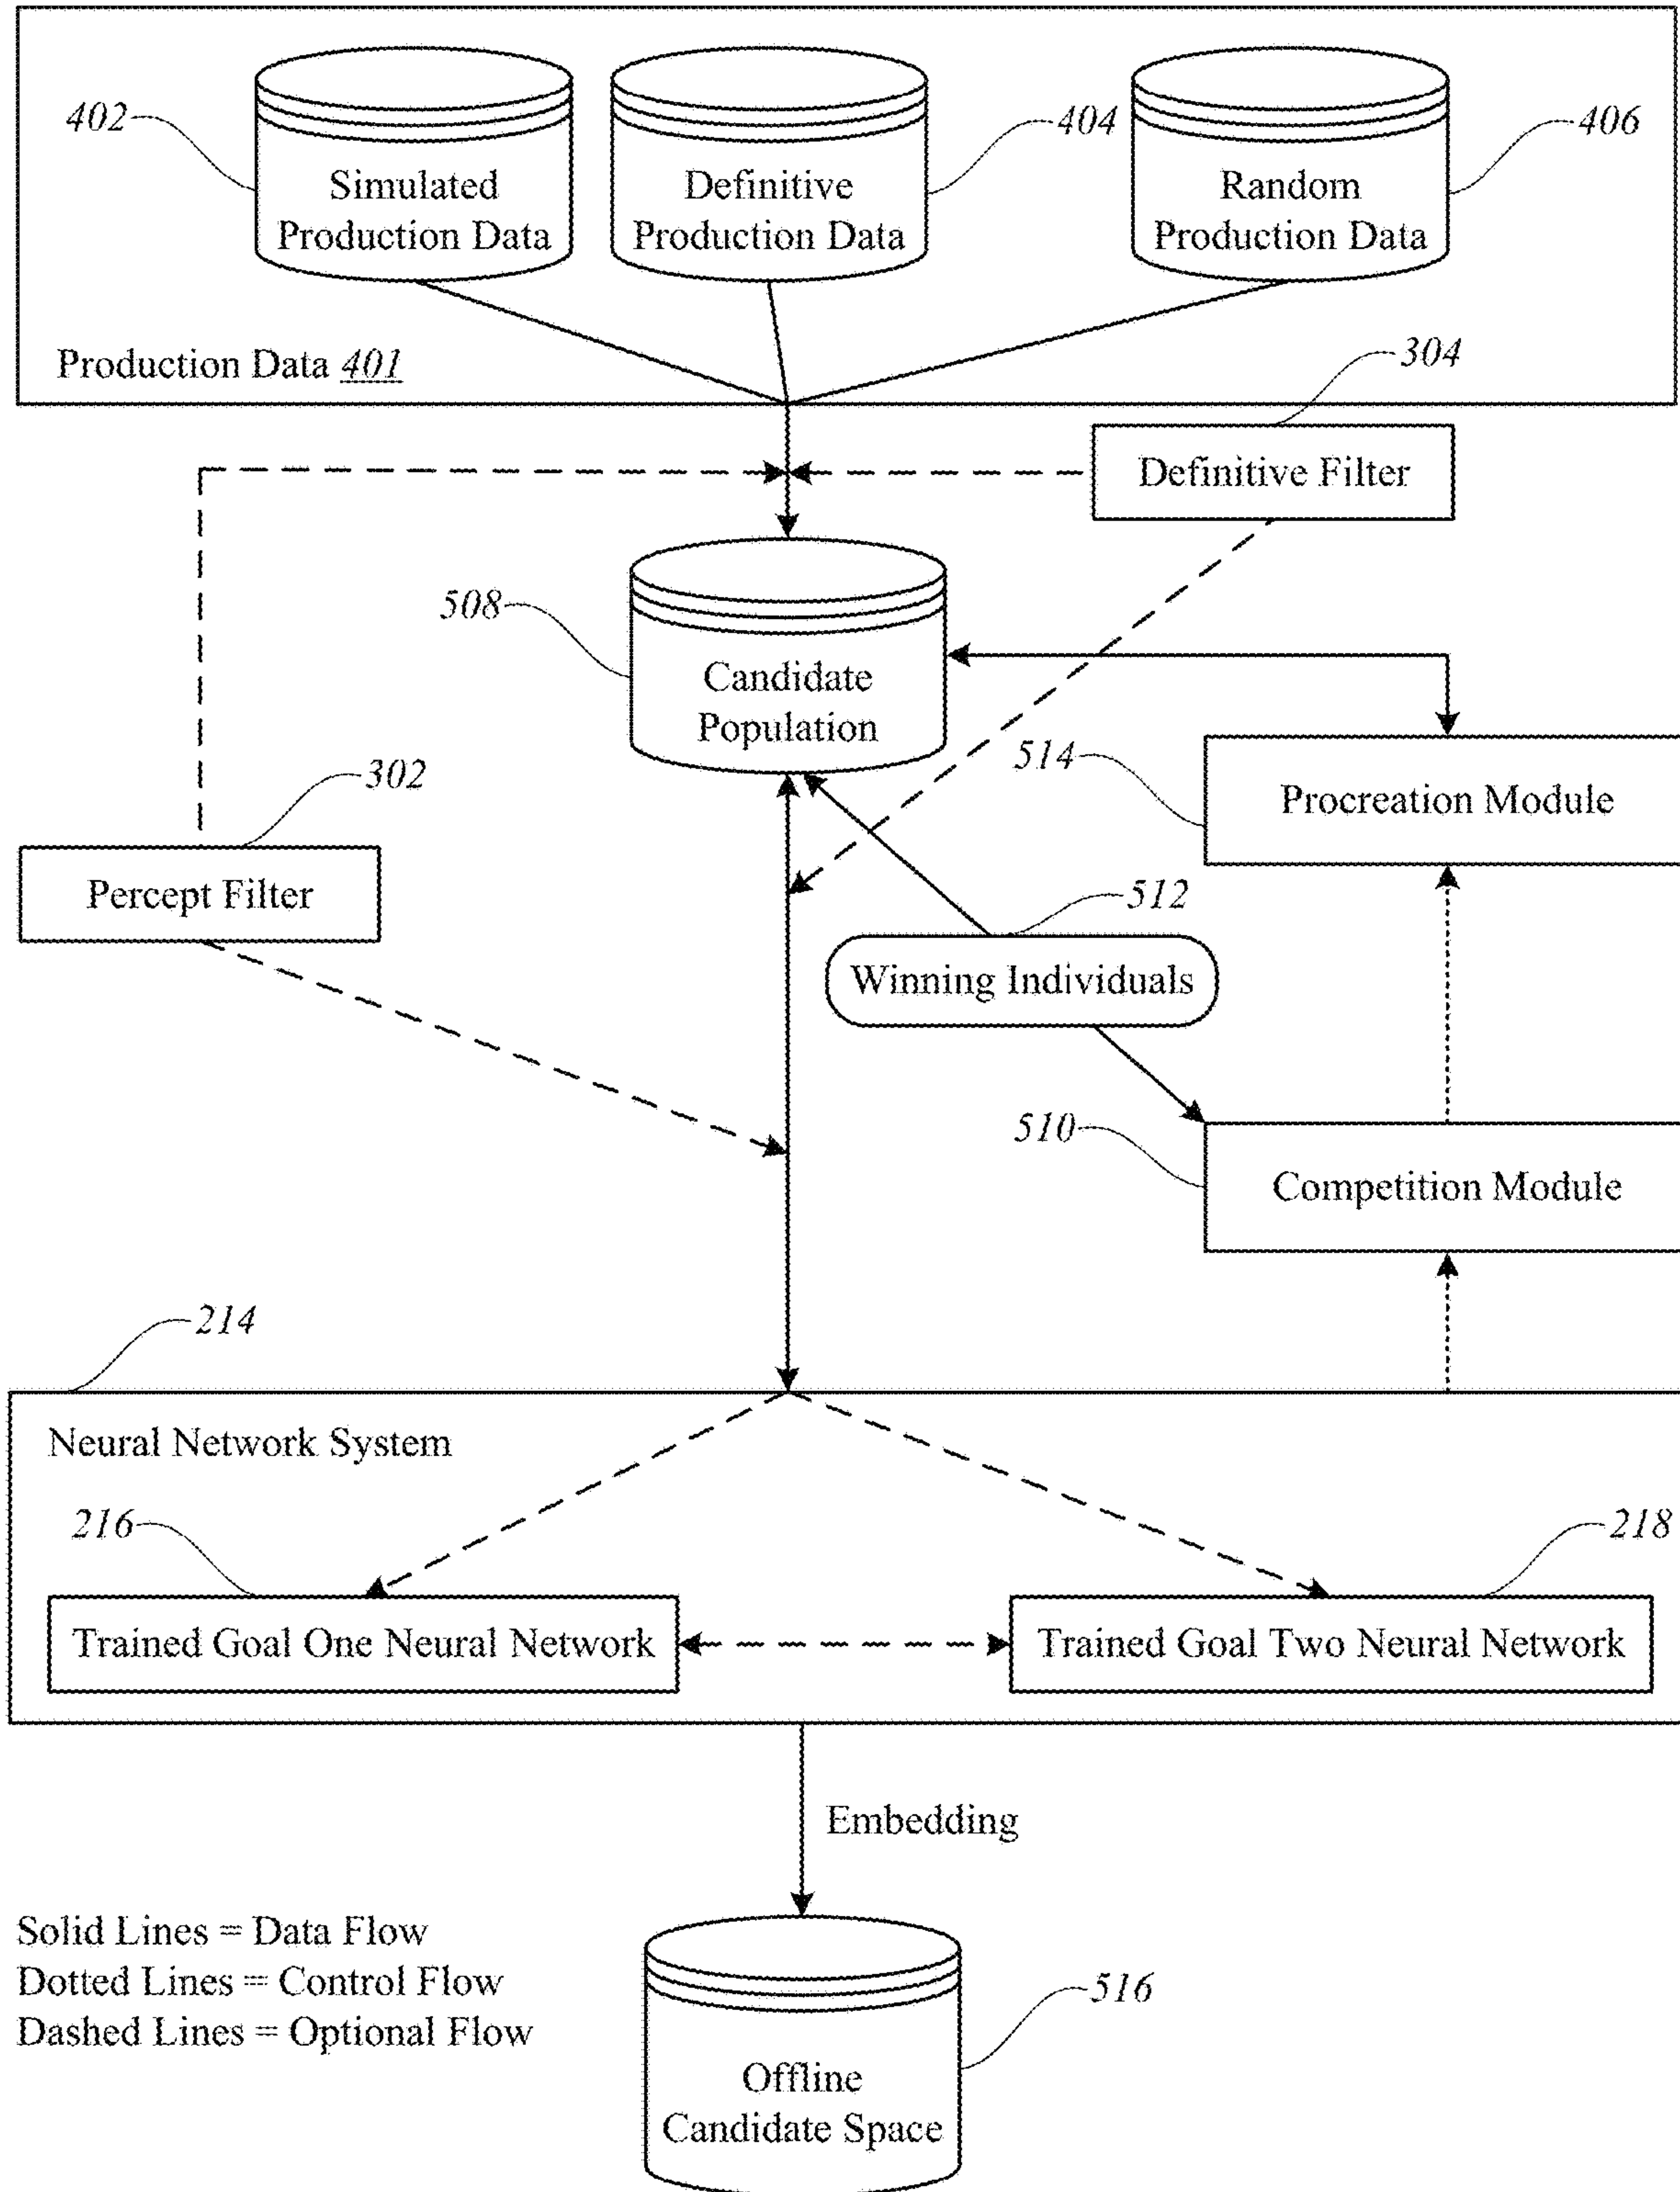 402
Simulated
Production Data
404
Definitive
Production Data
406
Random
Production Data
Production Data 401
304
Definitive Filter
508
Candidate
Population
514
Procreation Module
302
Percept Filter
512
Winning Individuals
510
Competition Module
214
Neural Network System
216
218
Trained Goal One Neural Network
Trained Goal Two Neural Network
Embedding
Solid Lines = Data Flow
Dotted Lines = Control Flow
Dashed Lines = Optional Flow
516
Offline
Candidate Space